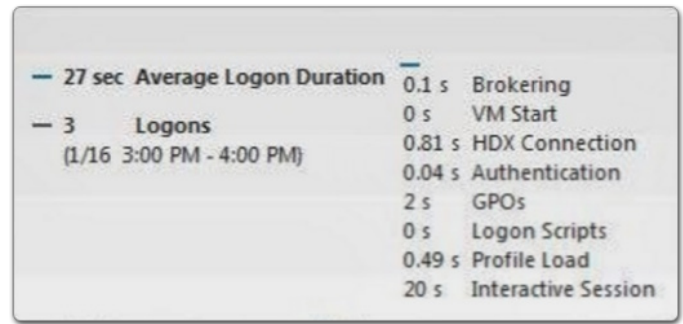 27 sec Average Logon Duration
3 Logons
(1/16 3:00 PM - 4:00 PM)
0.1 s Brokering
0 s VM Start
0.81 s HDX Connection
0.04 s Authentication
2 s GPOs
0 s Logon Scripts
0.49 s Profile Load
20 s Interactive Session